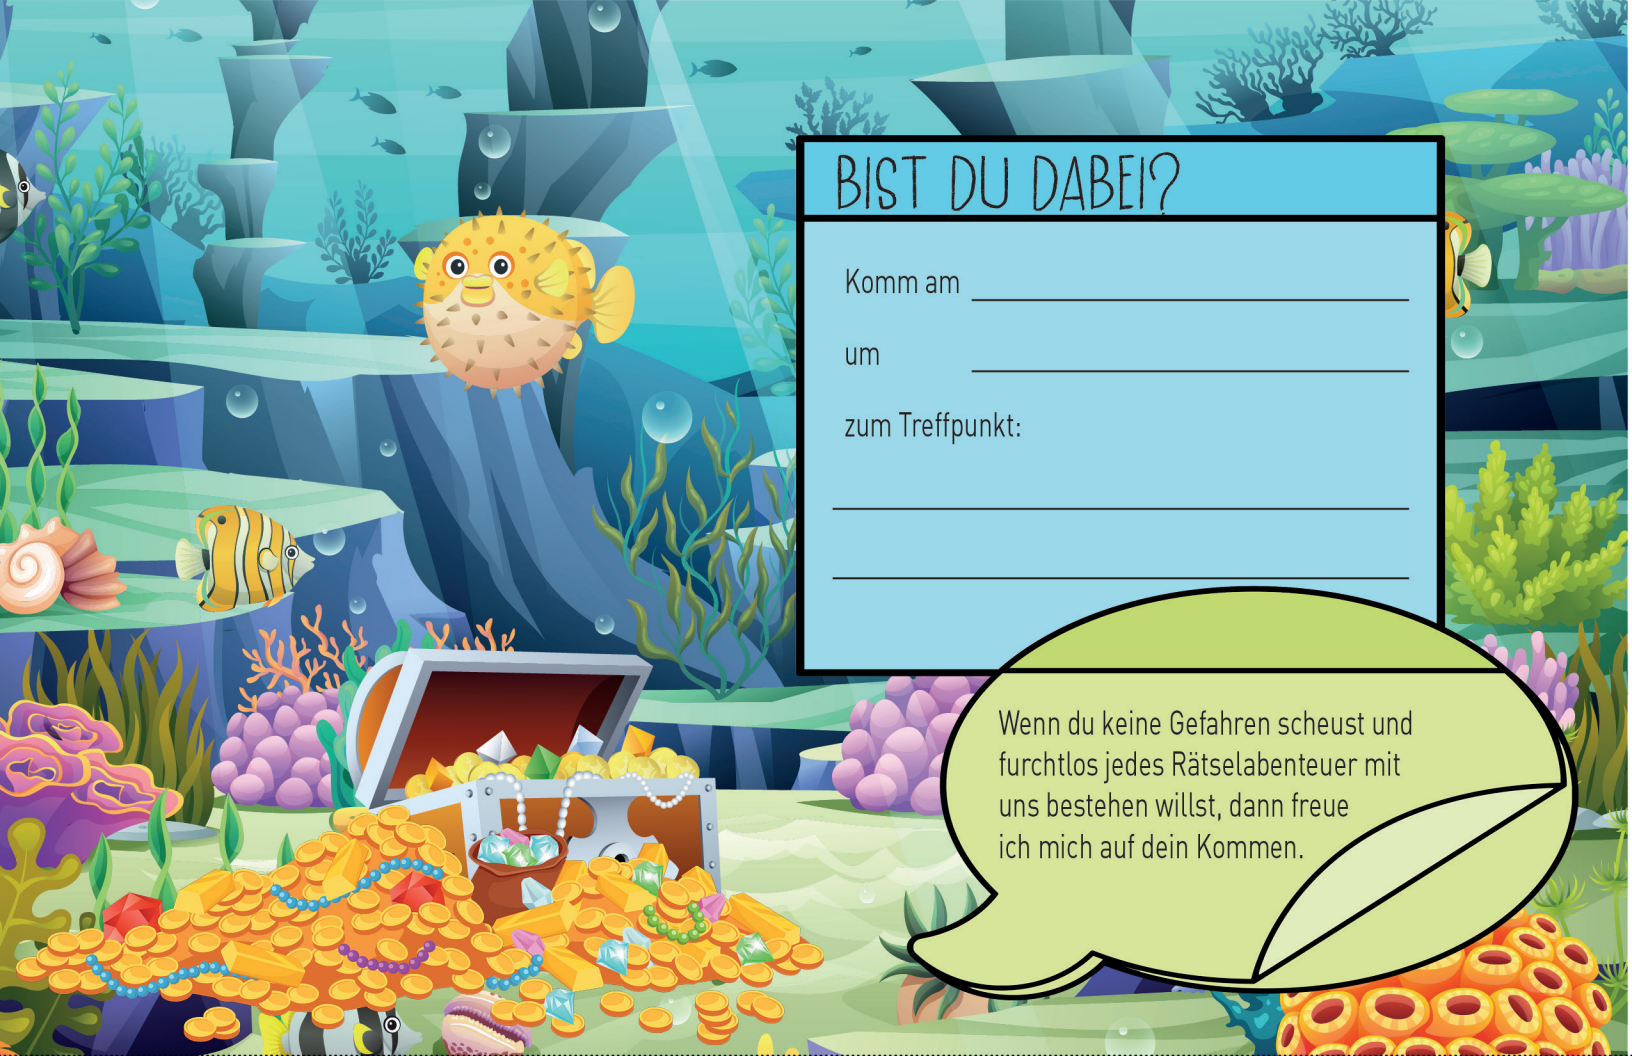 BIST DU DABEI?
Komm am
um
zum Treffpunkt:
Wenn du keine Gefahren scheust und
furchtlos jedes Rätselabenteuer mit
uns bestehen willst, dann freue
ich mich auf dein Kommen.